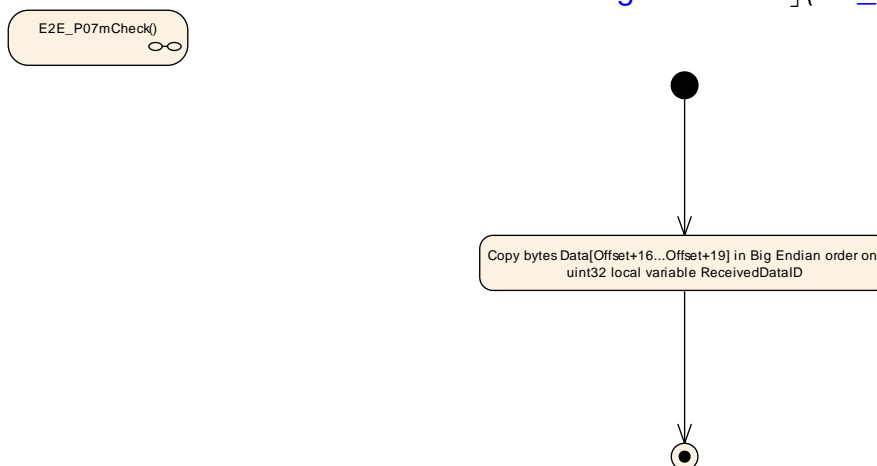 E2E_P07mCheck()
Copy bytes Data[Offset+16...Offset+19] in Big Endian order on
uint32 local variable ReceivedDataID